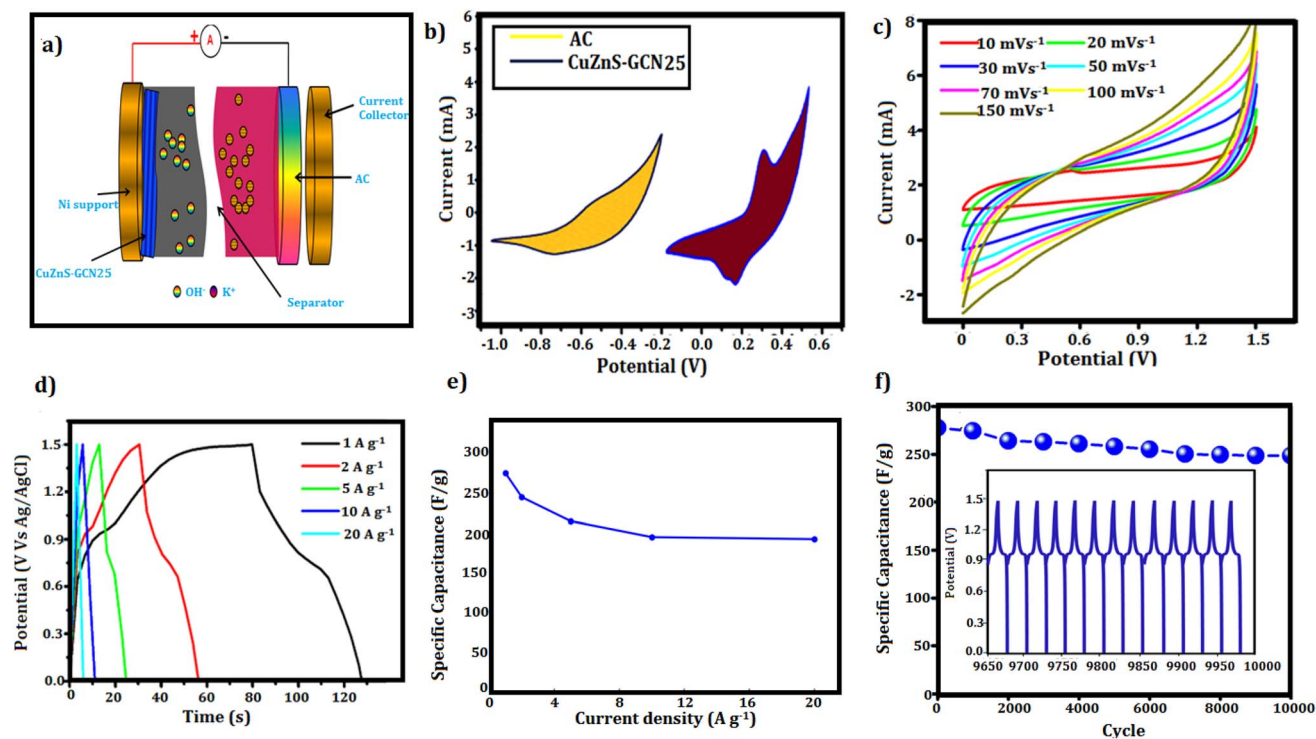 a)
+
A
-
Current
Collector
AC
Ni support
CuZnS-GCN25
Separator
OH-
K+
b)
AC
CuZnS-GCN25
Current (mA)
4
3
2
1
0
-1
-2
-3
-1.0 -0.8 -0.6 -0.4 -0.2 0.0 0.2 0.4 0.6
Potential (V)
c)
10 mVs⁻¹ 20 mVs⁻¹
30 mVs⁻¹ 50 mVs⁻¹
70 mVs⁻¹ 100 mVs⁻¹
150 mVs⁻¹
Current (mA)
8
6
4
2
0
-2
0 0.3 0.6 0.9 1.2 1.5
Potential (V)
d)
1 A g⁻¹
2 A g⁻¹
5 A g⁻¹
10 A g⁻¹
20 A g⁻¹
Potential (V Vs Ag/AgCl)
1.5
1.2
0.9
0.6
0.3
0.0
0 20 40 60 80 100 120
Time (s)
e)
Specific Capacitance (F/g)
300
250
200
150
100
50
0
0 4 8 12 16 20
Current density (A g⁻¹)
f)
Specific Capacitance (F/g)
300
250
200
150
100
50
0
Potential (V)
1.5
1.2
0.9
0.6
0.3
0.0
9650 9700 9750 9800 9850 9900 9950 10000
0 2000 4000 6000 8000 10000
Cycle